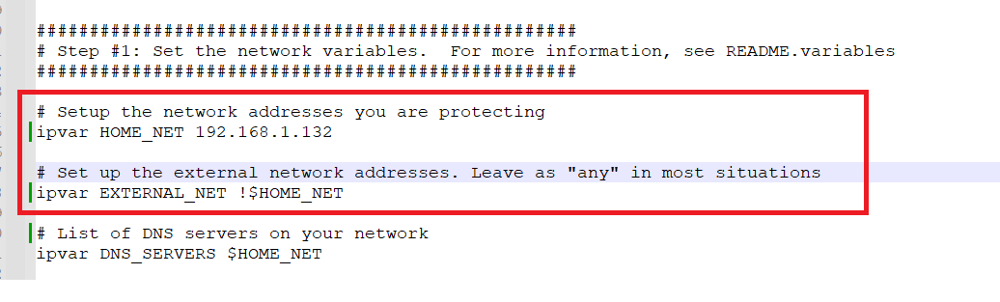 ###################################################
# Step #1: Set the network variables.  For more information, see README.variables
###################################################
# Setup the network addresses you are protecting
ipvar HOME_NET 192.168.1.132
# Set up the external network addresses. Leave as "any" in most situations
ipvar EXTERNAL_NET !$HOME_NET
# List of DNS servers on your network
ipvar DNS_SERVERS $HOME_NET